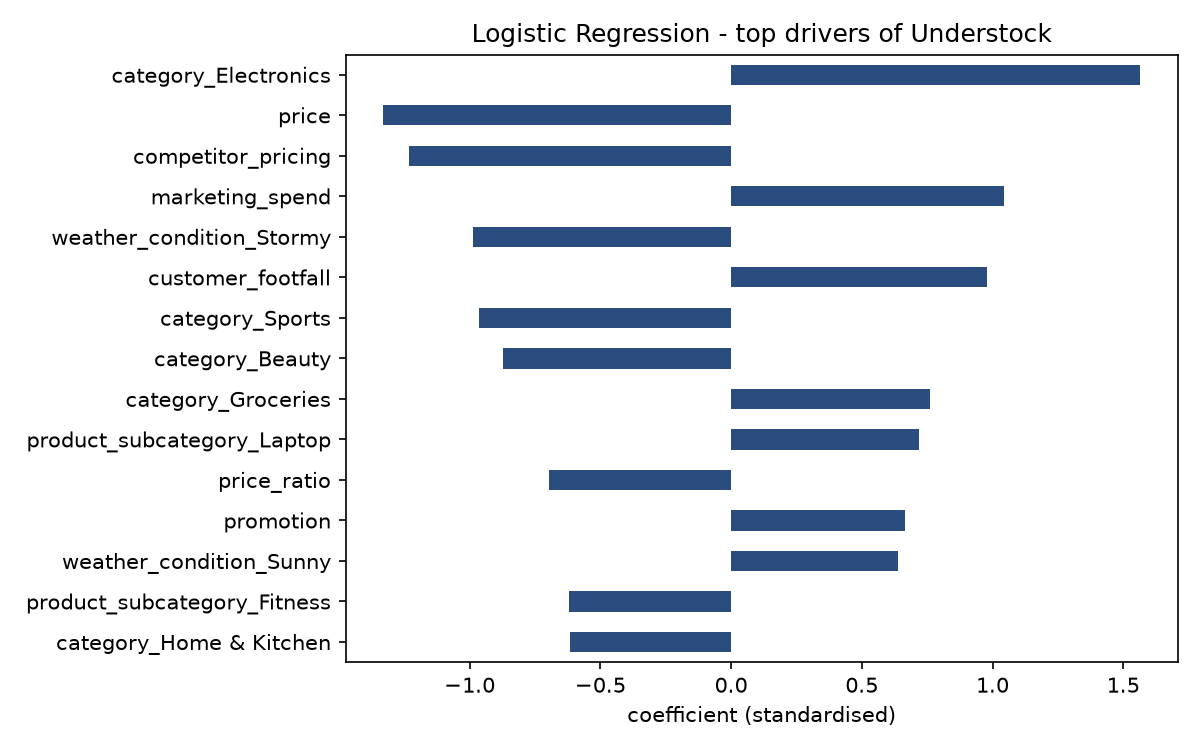 Logistic Regression - top drivers of Understock
category_Electronics
price
competitor_pricing
marketing_spend
weather_condition_Stormy
customer_footfall
category_Sports
category_Beauty
category_Groceries
product_subcategory_Laptop
price_ratio
promotion
weather_condition_Sunny
product_subcategory_Fitness
category_Home & Kitchen
−1.0 −0.5 0.0 0.5 1.0 1.5
coefficient (standardised)